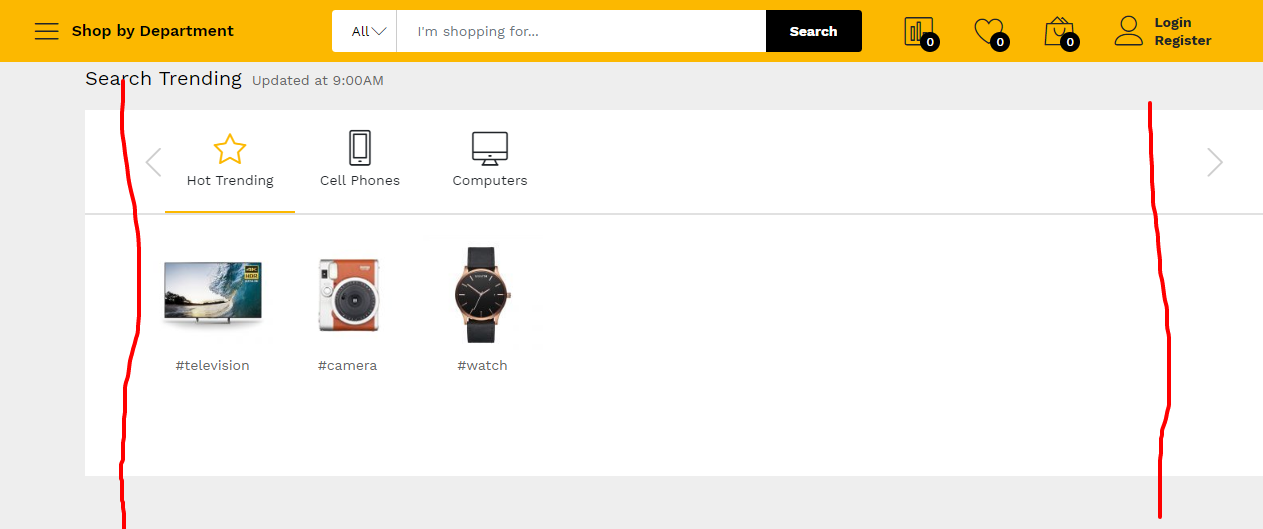 Shop by Department
All
I'm shopping for...
Search
0
0
0
Login
Register
Search Trending Updated at 9:00AM
Hot Trending
Cell Phones
Computers
#television
#camera
#watch